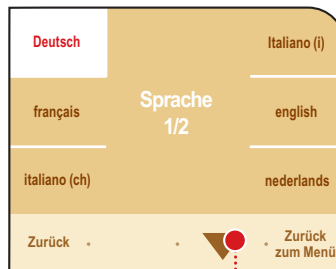 Deutsch
Italiano (i)
Sprache
1/2
français
english
italiano (ch)
nederlands
Zurück
Zurück
zum Menü